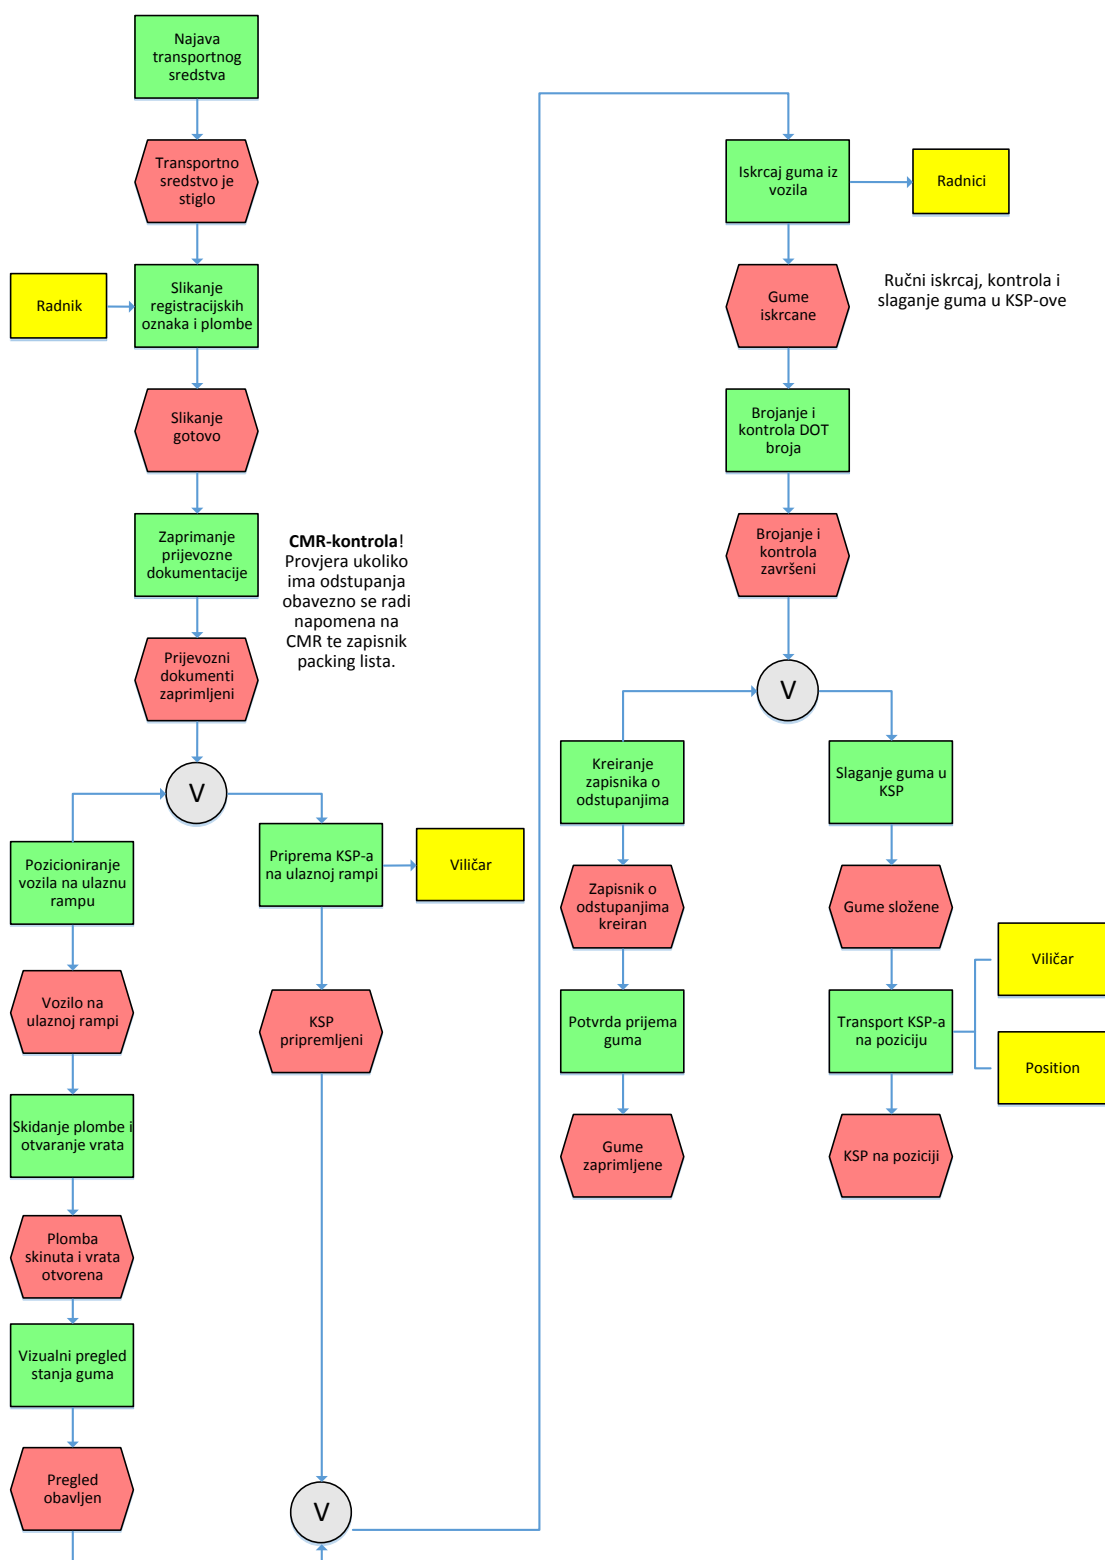 Najava
transportnog
sredstva
Transportno
sredstvo je
stiglo
Radnik
Slikanje
registracijskih
oznaka i plombe
Slikanje
gotovo
Zaprimanje
prijevozne
dokumentacije
CMR-kontrola!
Provjera ukoliko
ima odstupanja
obavezno se radi
napomena na
CMR te zapisnik
packing lista.
Prijevozni
dokumenti
zaprimljeni
V
Pozicioniranje
vozila na ulaznu
rampu
Priprema KSP-a
na ulaznoj rampi
Viličar
Vozilo na
ulaznoj rampi
KSP
pripremljeni
Skidanje plombe i
otvaranje vrata
Plomba
skinuta i vrata
otvorena
Vizualni pregled
stanja guma
Pregled
obavljen
V
Iskrcaj guma iz
vozila
Radnici
Gume
iskrcane
Ručni iskrcaj, kontrola i
slaganje guma u KSP-ove
Brojanje i
kontrola DOT
broja
Brojanje i
kontrola
završeni
V
Kreiranje
zapisnika o
odstupanjima
Slaganje guma u
KSP
Zapisnik o
odstupanjima
kreiran
Gume složene
Viličar
Potvrda prijema
guma
Transport KSP-a
na poziciju
Position
Gume
zaprimljene
KSP na poziciji